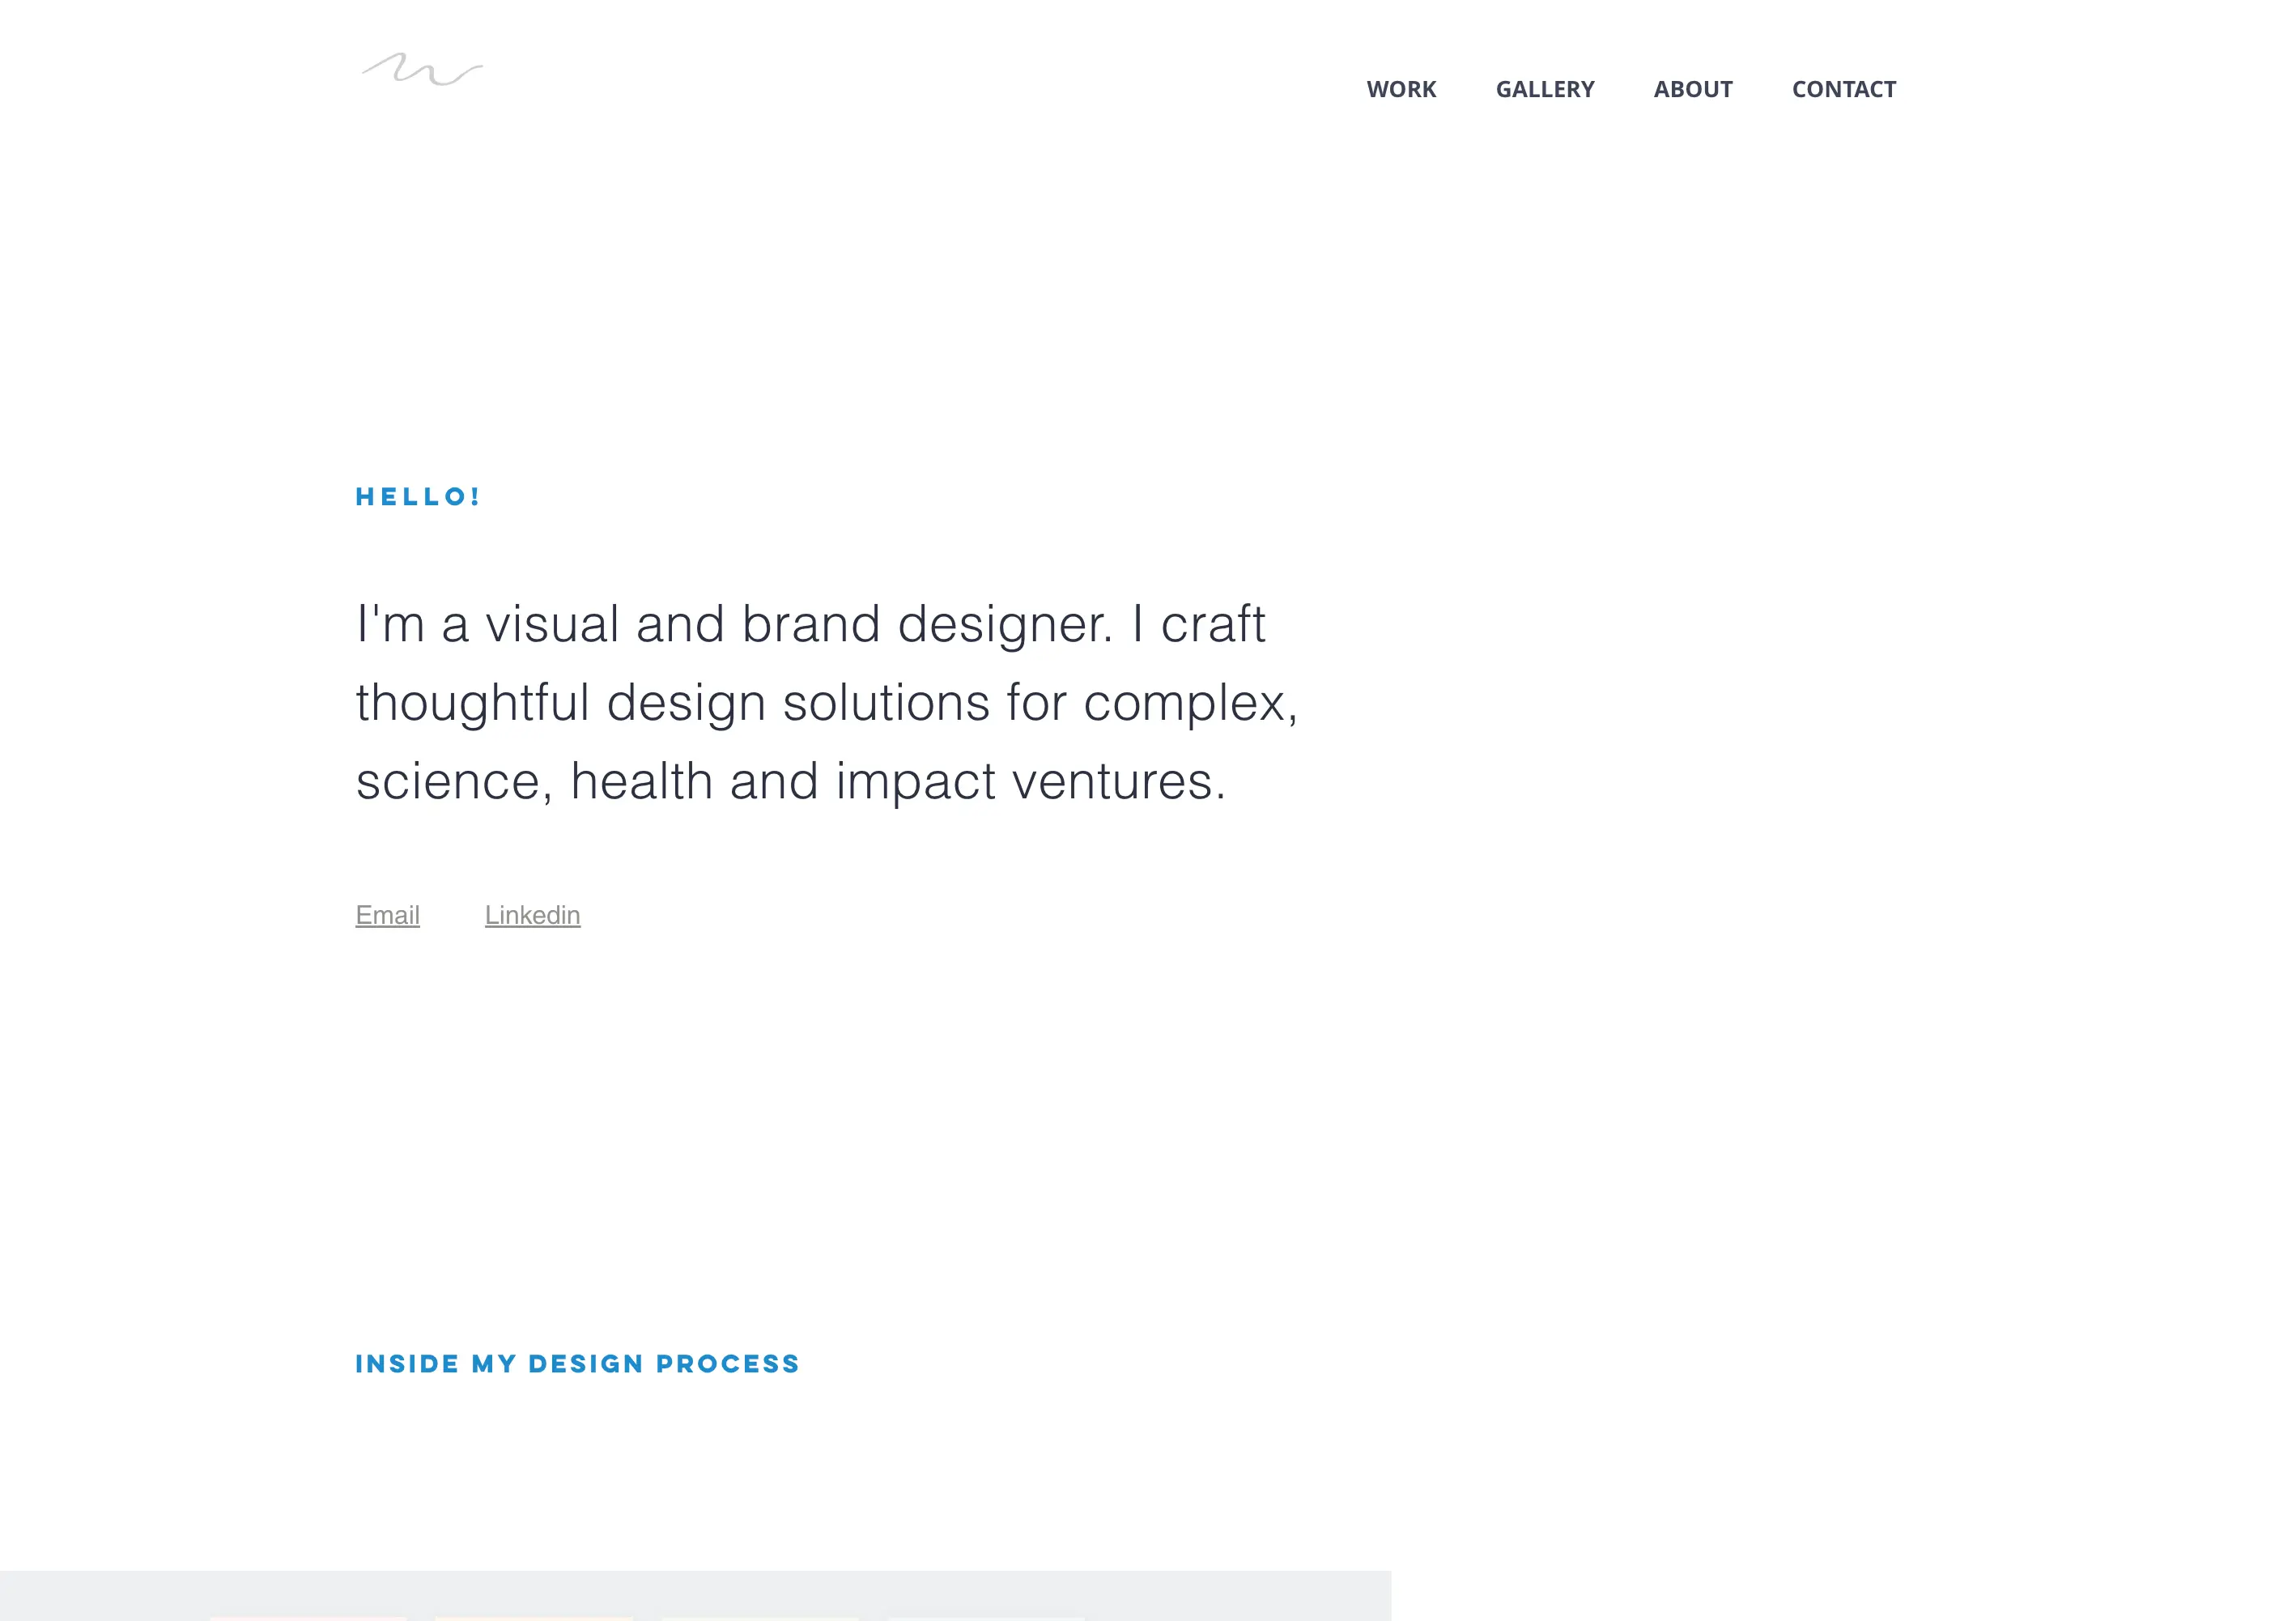 WORK GALLERY ABOUT CONTACT
HELLO!
I'm a visual and brand designer. I craft
thoughtful design solutions for complex,
science, health and impact ventures.
Email Linkedin
INSIDE MY DESIGN PROCESS